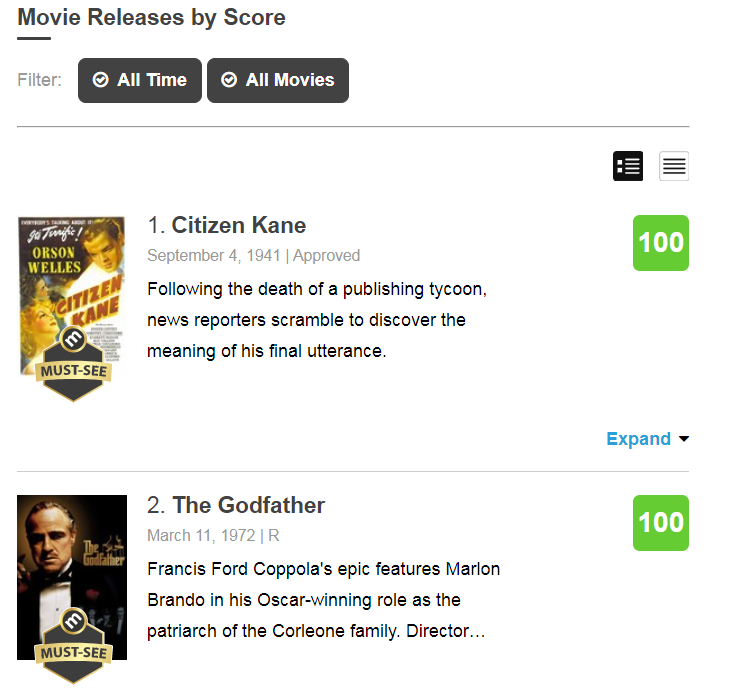 Movie Releases by Score
Filter:
All Time
All Movies
EVERYBODY'S TALKING ABOUT IT
It's Terrific!
ORSON
WELLES
CITIZEN
KANE
m
MUST-SEE
1. Citizen Kane
September 4, 1941 | Approved
Following the death of a publishing tycoon,
news reporters scramble to discover the
meaning of his final utterance.
100
Expand
The
Godfather
m
MUST-SEE
2. The Godfather
March 11, 1972 | R
Francis Ford Coppola's epic features Marlon
Brando in his Oscar-winning role as the
patriarch of the Corleone family. Director…
100